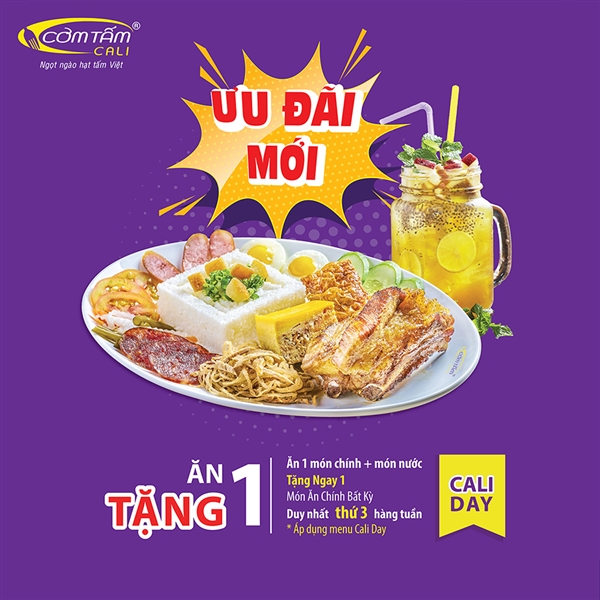 CƠM TẤM ®
CALI
Ngọt ngào hạt tấm Việt
ƯU ĐÃI
MỚI
ĂN 1
TẶNG 1
Ăn 1 món chính + món nước
Tặng Ngay 1
Món Ăn Chính Bất Kỳ
Duy nhất thứ 3 hàng tuần
* Áp dụng menu Cali Day
CALI
DAY